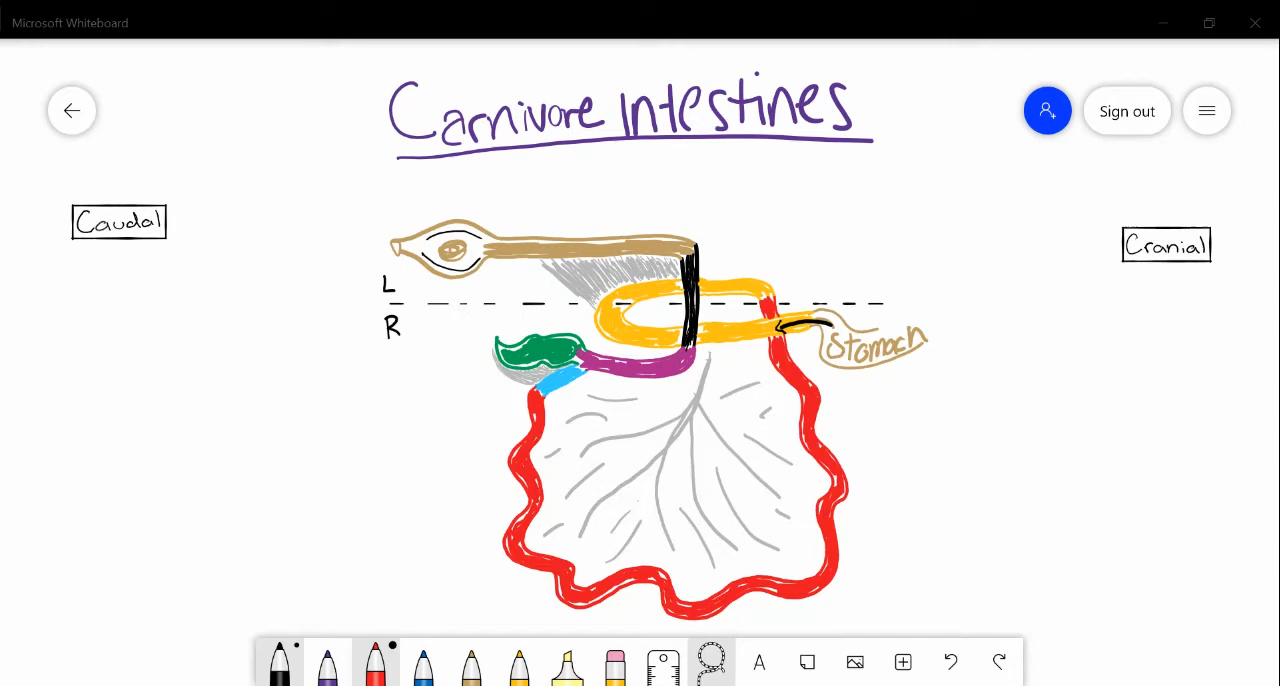 Microsoft Whiteboard
Carnivore Intestines
Sign out
Caudal
Cranial
L
R
Stomach
A